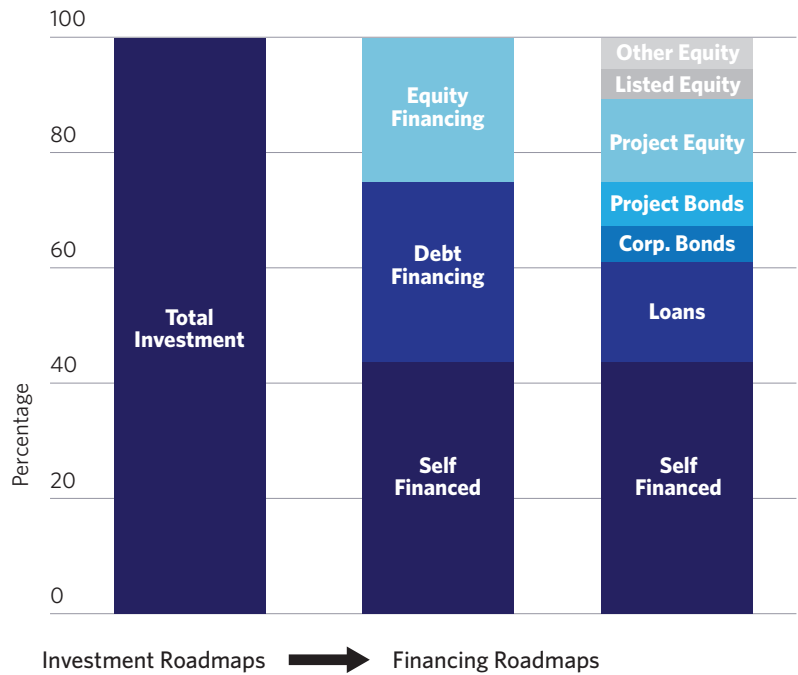 100
80
60
40
20
0
Percentage
Total
Investment
Equity
Financing
Debt
Financing
Self
Financed
Other Equity
Listed Equity
Project Equity
Project Bonds
Corp. Bonds
Loans
Self
Financed
Investment Roadmaps
Financing Roadmaps